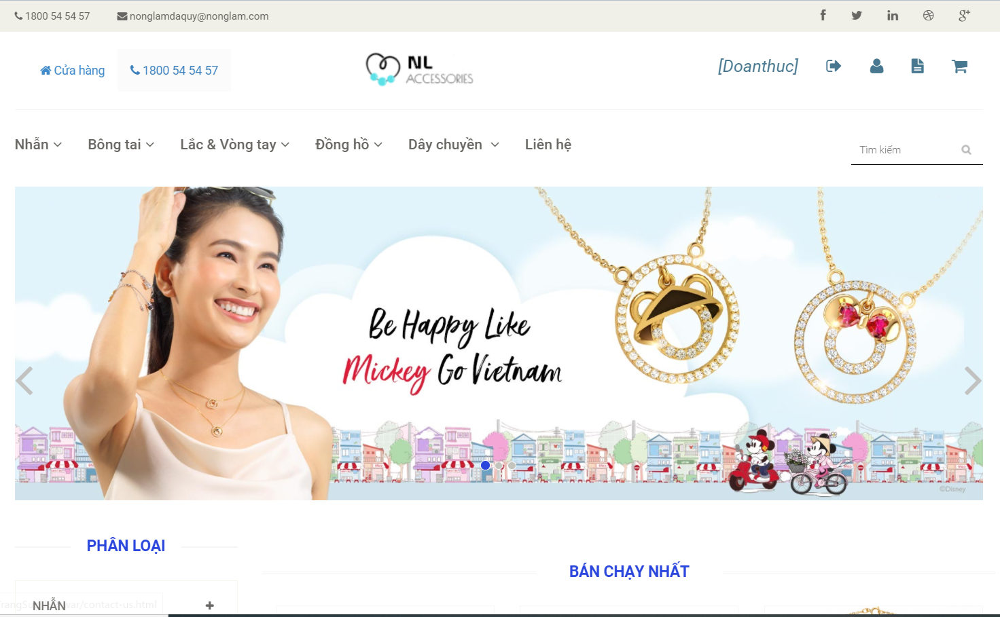 1800 54 54 57
nonglamdaquy@nonglam.com
Cửa hàng
1800 54 54 57
NL
ACCESSORIES
[Doanthuc]
Nhẫn
Bông tai
Lắc & Vòng tay
Đồng hồ
Dây chuyền
Liên hệ
Tìm kiếm
Be Happy Like
Mickey Go Vietnam
©Disney
PHÂN LOẠI
BÁN CHẠY NHẤT
NHẪN
war/contact-us.html